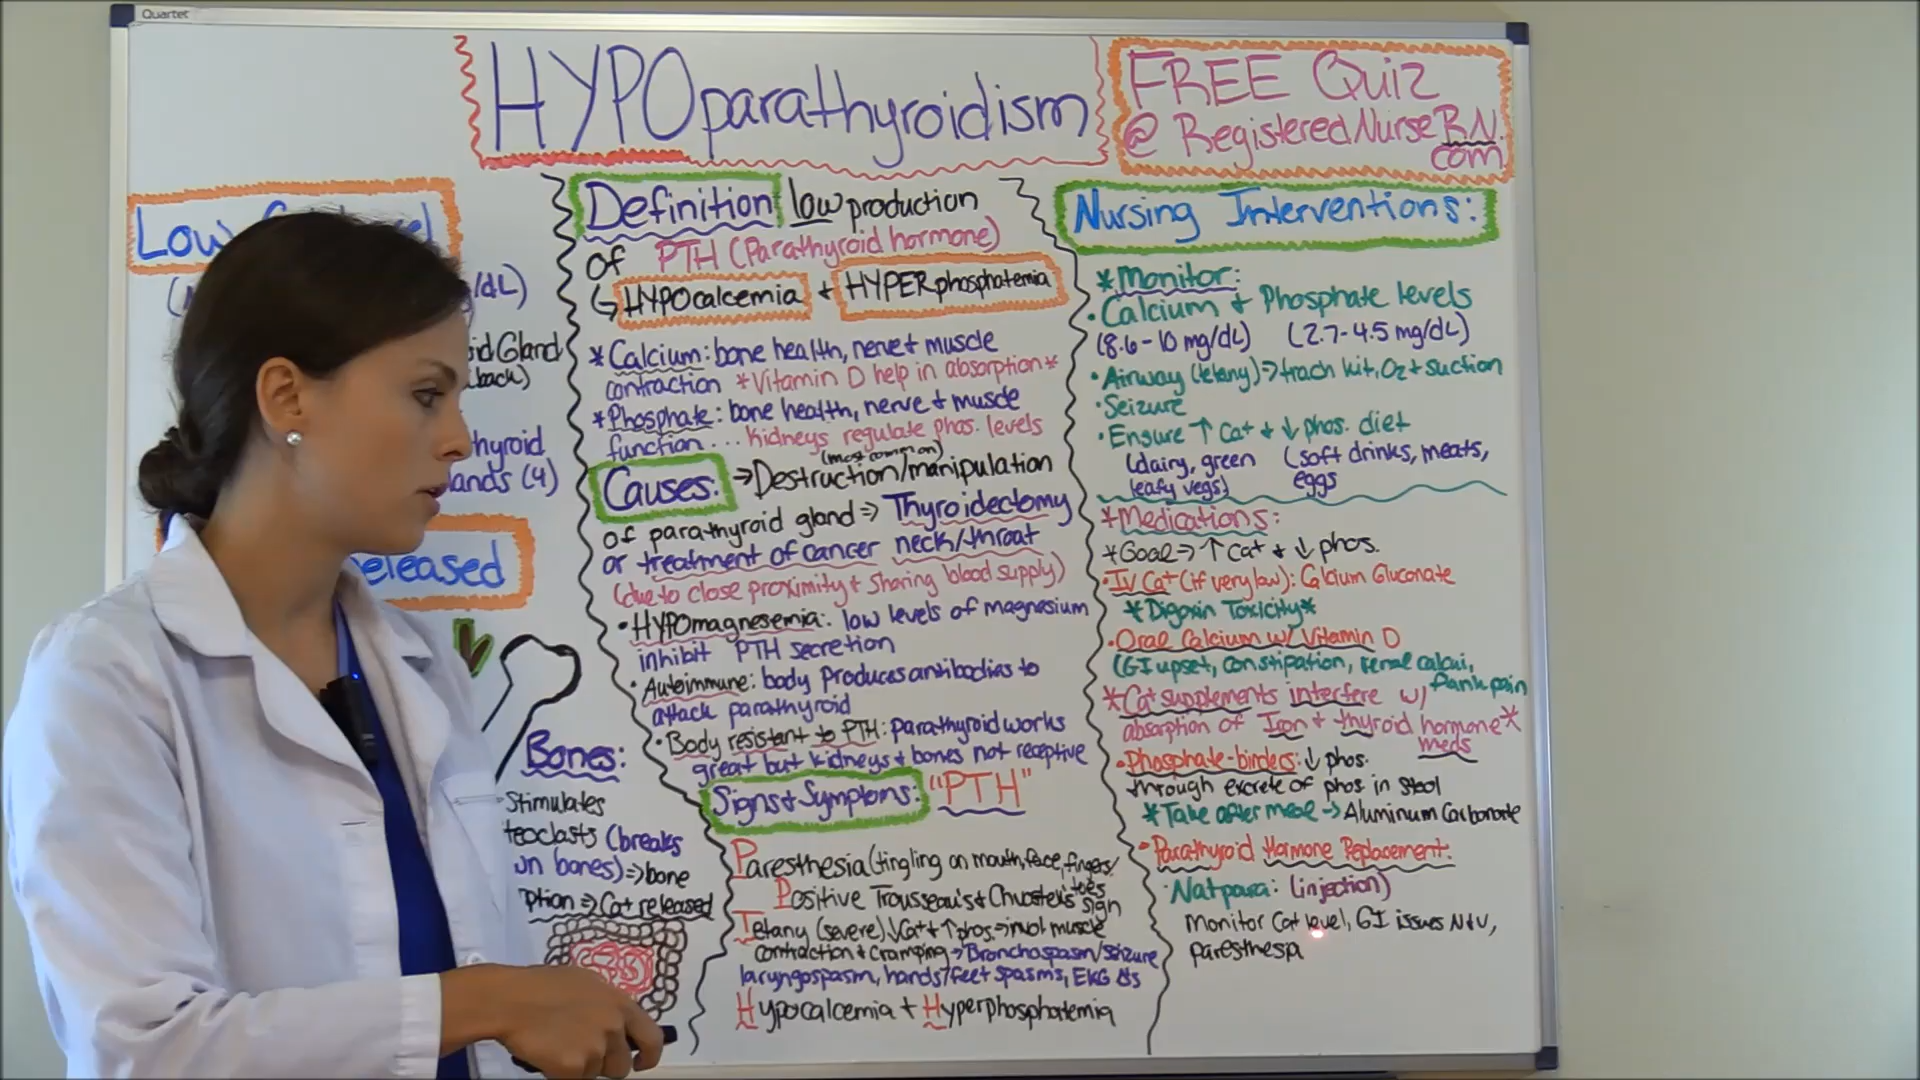 Quartet
HYPOparathyroidism
FREE Quiz
@ RegisteredNurseRN.
com
Low
/dL)
id Gland
back)
hyroid
ands (4)
eleased
Bones:
Stimulates
teoclasts (breaks
wn bones) => bone
ption => Ca+ released
Definition low production
of PTH (Parathyroid hormone)
↳ HYPOcalcemia + HYPERphosphatemia
*Calcium: bone health, nerve + muscle
contraction *Vitamin D help in absorption*
*Phosphate: bone health, nerve + muscle
function... Kidneys regulate phos. levels
(most common)
Causes: → Destruction/manipulation
of parathyroid gland => Thyroidectomy
or treatment of cancer neck/throat
(due to close proximity + sharing blood supply)
• HYPOmagnesemia: low levels of magnesium
inhibit PTH secretion
• Autoimmune: body produces antibodies to
attack parathyroid
• Body resistent to PTH: parathyroid works
great but kidneys + bones not receptive
Signs + Symptoms: "PTH"
Paresthesia (tingling on mouth, face, fingers/
toes
Positive Trousseau's + Chvostek's sign
Tetany (severe) ↓Ca+ + ↑phos. => invol muscle
contraction + cramping → Bronchospasm/seizure
laryngospasm, hands/feet spasms, EKG Δs
Hypocalcemia + Hyperphosphatemia
Nursing Interventions:
*Monitor:
• Calcium + Phosphate levels
(8.6-10 mg/dL) (2.7-4.5 mg/dL)
• Airway (tetany) => trach kit, O2 + suction
• Seizure
• Ensure ↑ Ca+ + ↓ phos. diet
(dairy, green (soft drinks, meats,
leafy vegs) eggs
*Medications:
*Goal → ↑ Ca+ + ↓ phos.
• IV Ca+ (if very low): Calcium Gluconate
*Digoxin Toxicity*
• Oral Calcium w/ Vitamin D
(GI upset, constipation, renal calcui,
flank pain
*Ca+ supplements interfere w/
absorption of Iron + thyroid hormone*
meds
• Phosphate-binders: ↓ phos.
through excrete of phos in stool
*Take after meal → Aluminum Carbonate
• Parathyroid Hormone Replacement:
Natpara: (injection)
monitor Ca+ level, GI issues N+V,
paresthesia